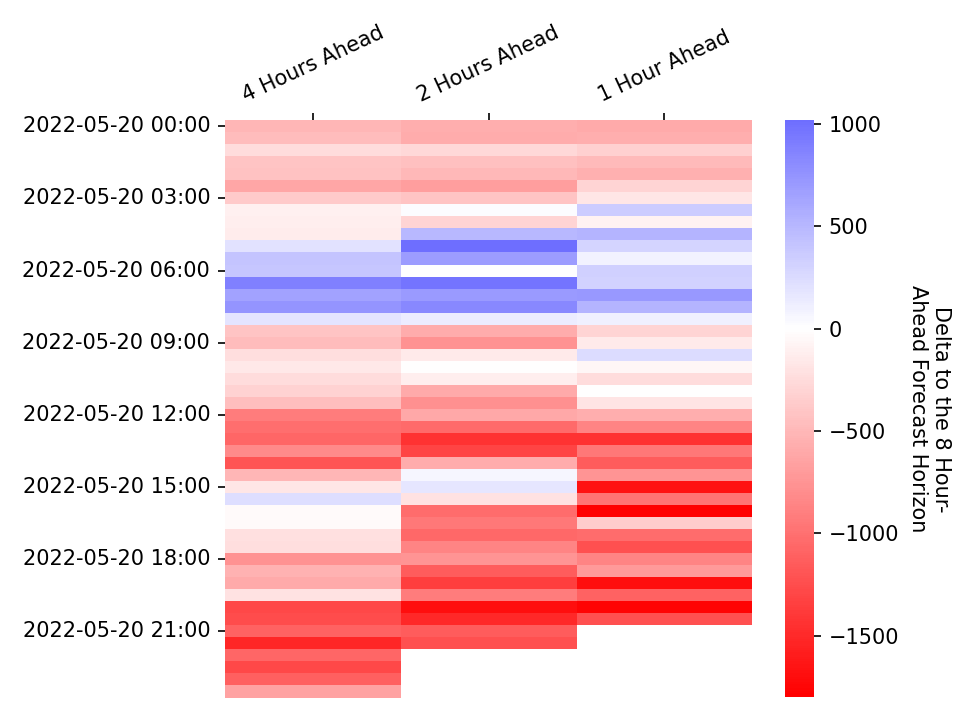 4 Hours Ahead
2 Hours Ahead
1 Hour Ahead
2022-05-20 00:00
2022-05-20 03:00
2022-05-20 06:00
2022-05-20 09:00
2022-05-20 12:00
2022-05-20 15:00
2022-05-20 18:00
2022-05-20 21:00
1000
500
0
−500
−1000
−1500
Delta to the 8 Hour-
Ahead Forecast Horizon